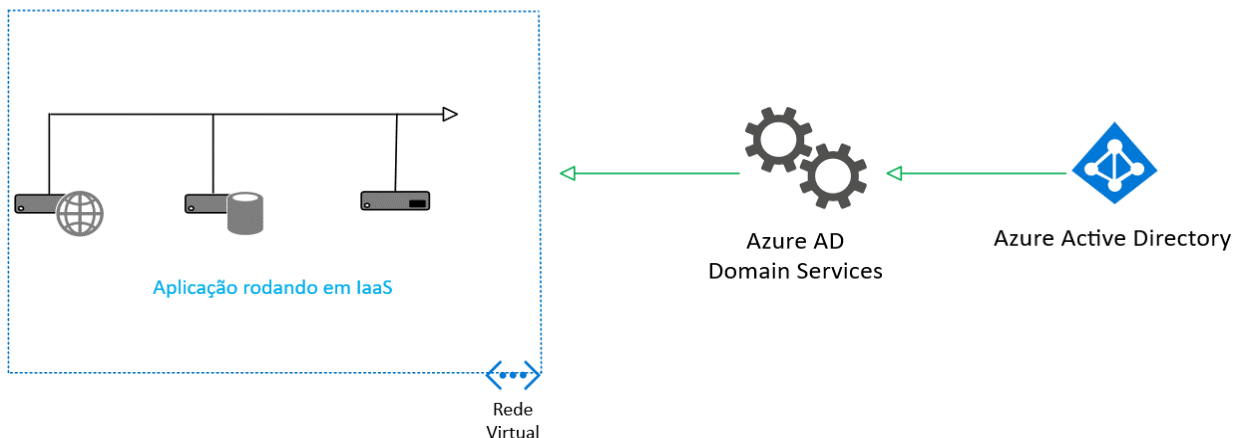 Aplicação rodando em IaaS
Rede
Virtual
Azure AD
Domain Services
Azure Active Directory